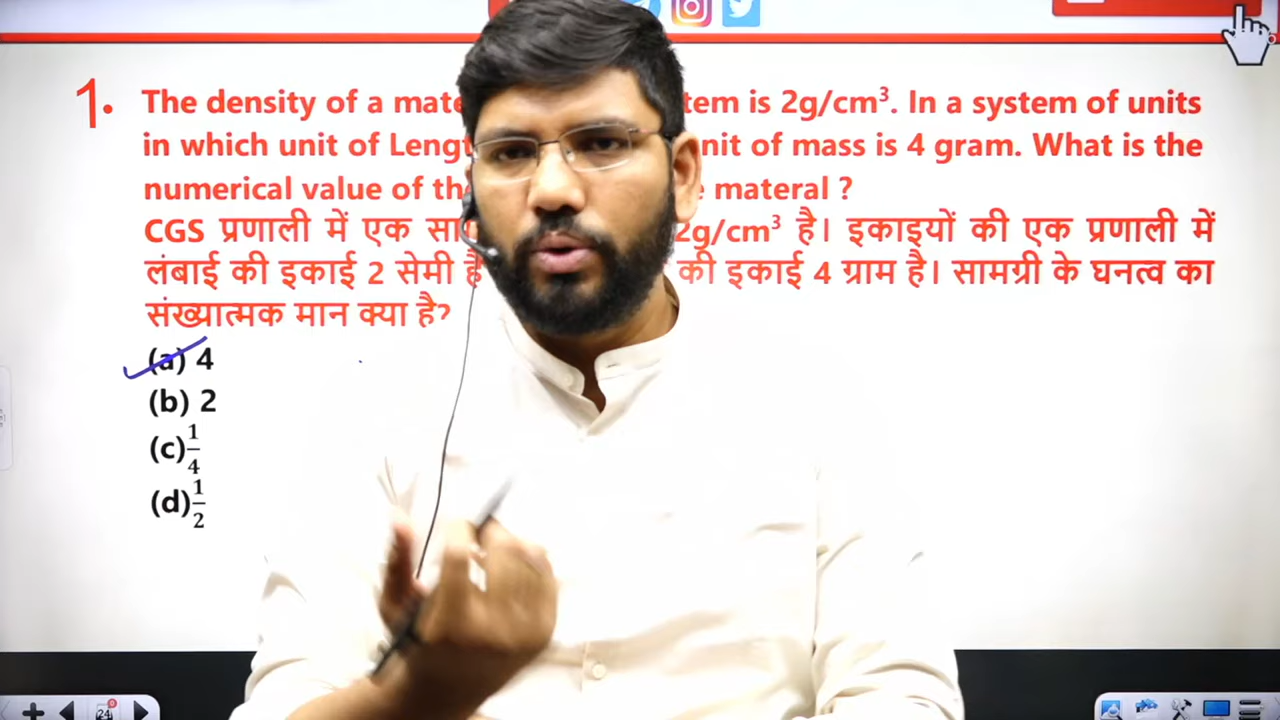 1. The density of a mate tem is 2g/cm³. In a system of units
in which unit of Lengt nit of mass is 4 gram. What is the
numerical value of th materal ?
CGS प्रणाली में एक सा 2g/cm³ है। इकाइयों की एक प्रणाली में
लंबाई की इकाई 2 सेमी है की इकाई 4 ग्राम है। सामग्री के घनत्व का
संख्यात्मक मान क्या है?
(a) 4
(b) 2
(c) 1/4
(d) 1/2
24